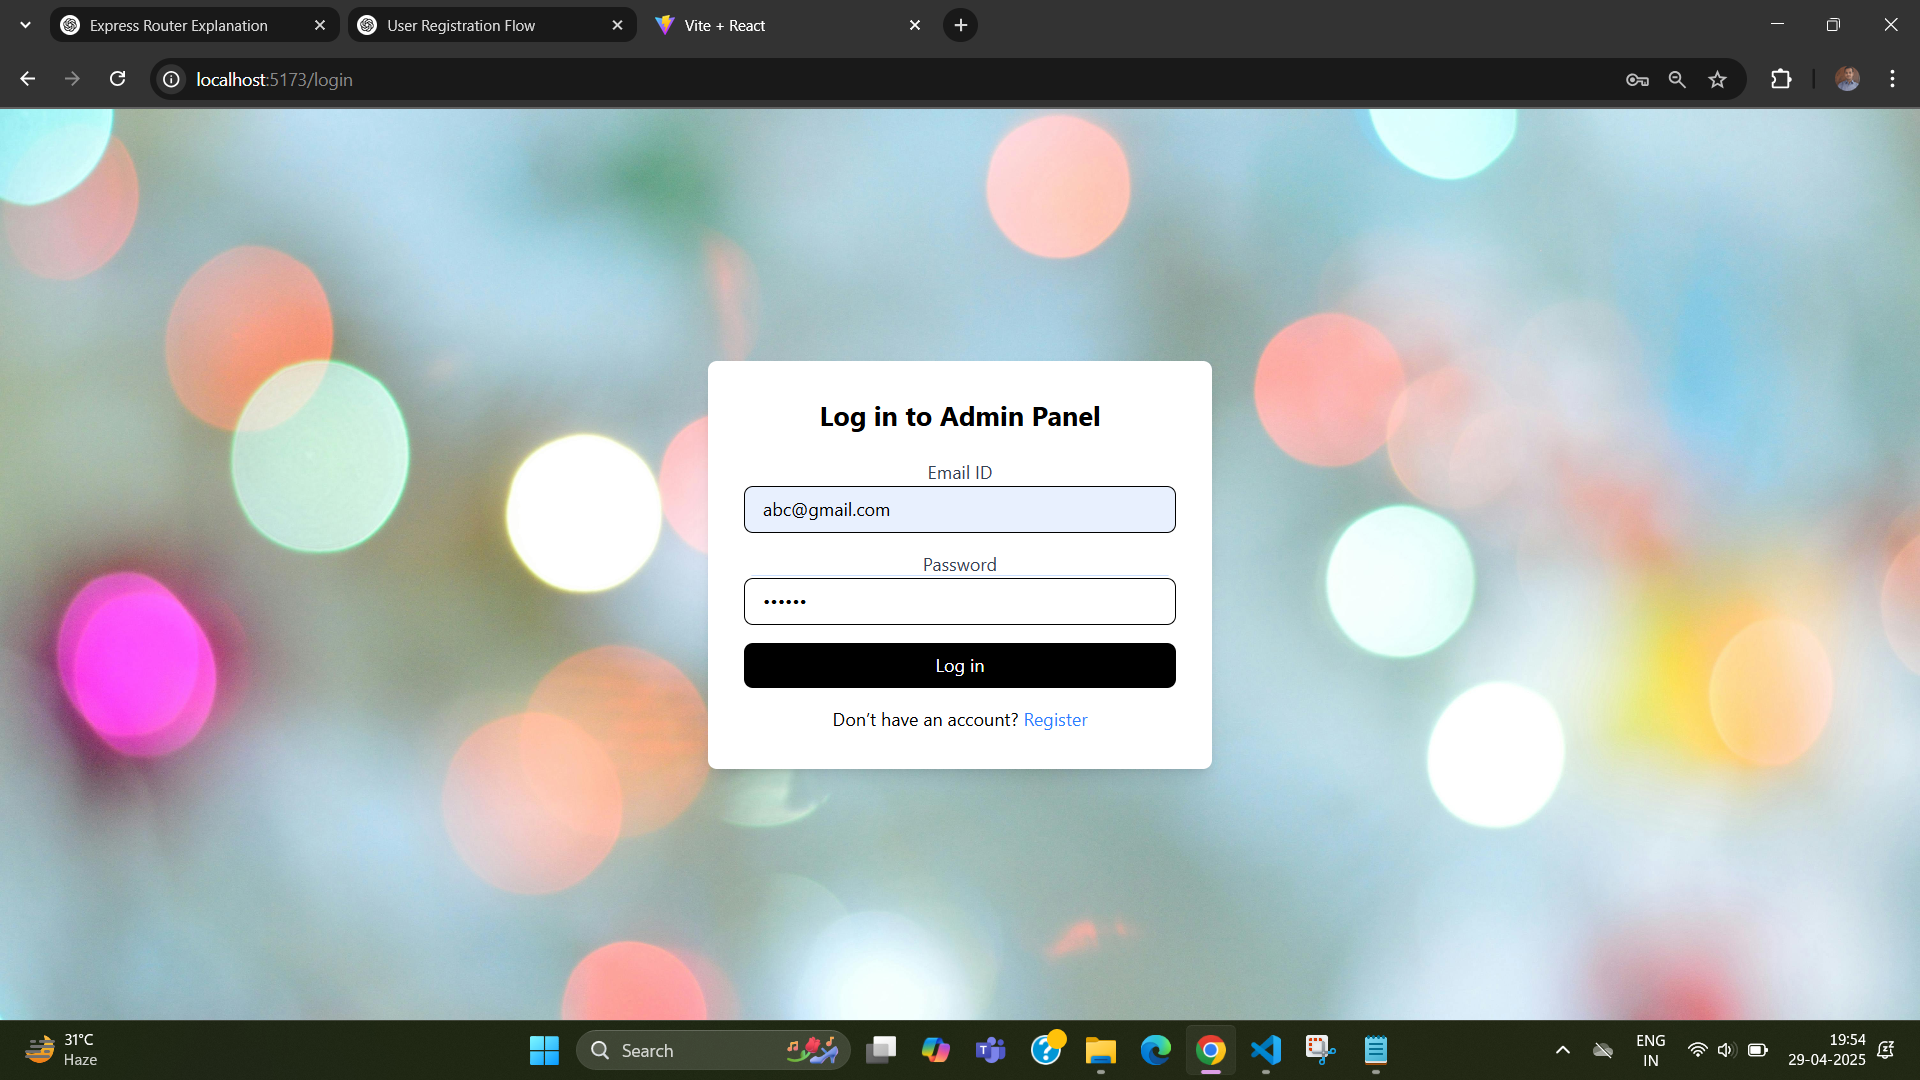 Express Router Explanation
User Registration Flow
Vite + React
localhost:5173/login
Log in to Admin Panel
Email ID
abc@gmail.com
Password
••••••
Log in
Don't have an account? Register
31°C
Haze
Search
ENG
IN
19:54
29-04-2025